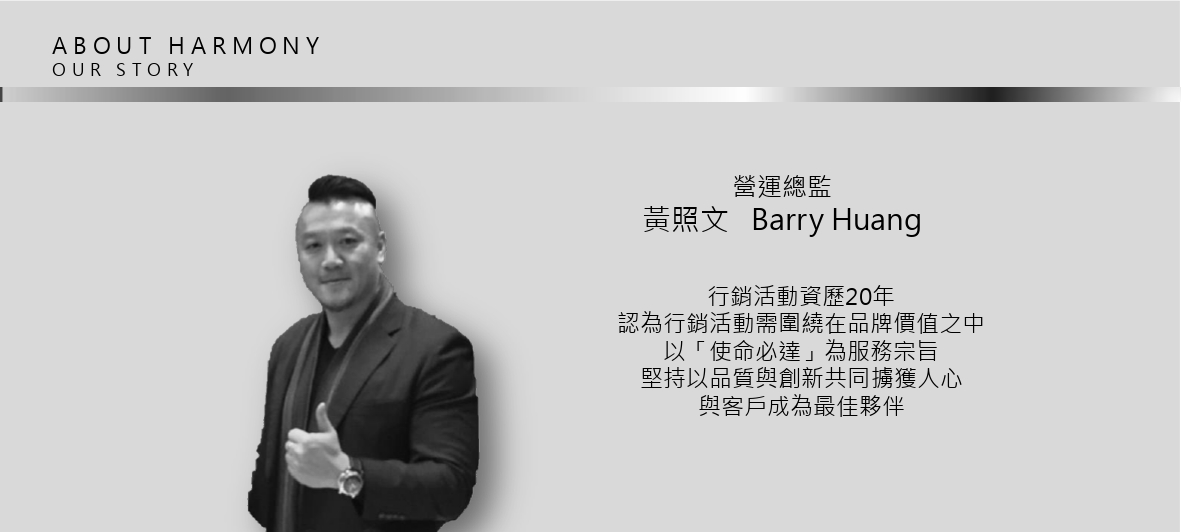 ABOUT HARMONY
OUR STORY
營運總監
黃照文 Barry Huang
行銷活動資歷20年
認為行銷活動需圍繞在品牌價值之中
以「使命必達」為服務宗旨
堅持以品質與創新共同擄獲人心
與客戶成為最佳夥伴